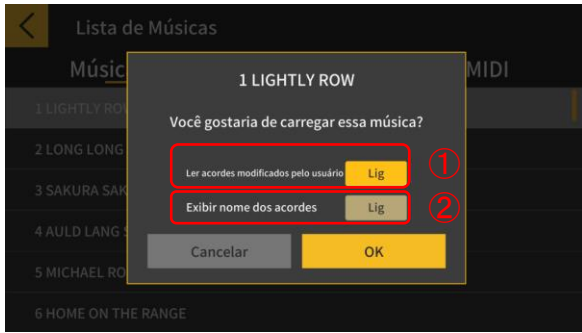 Lista de Músicas
Músic
MIDI
1 LIGHTLY ROW
Você gostaria de carregar essa música?
Ler acordes modificados pelo usuário
Lig
①
Exibir nome dos acordes
Lig
②
Cancelar
OK
1 LIGHTLY RO
2 LONG LONG
3 SAKURA SAK
4 AULD LANG
5 MICHAEL RO
6 HOME ON THE RANGE